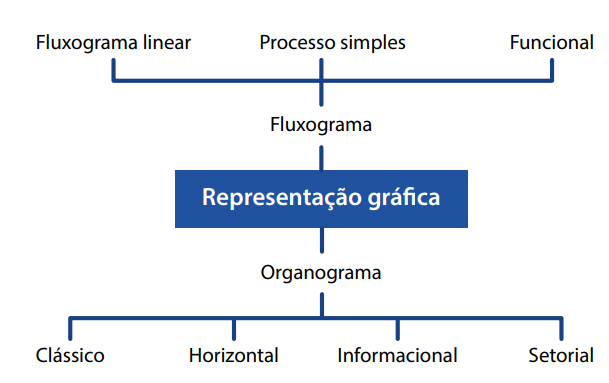 Fluxograma linear
Processo simples
Funcional
Fluxograma
Representação gráfica
Organograma
Clássico
Horizontal
Informacional
Setorial